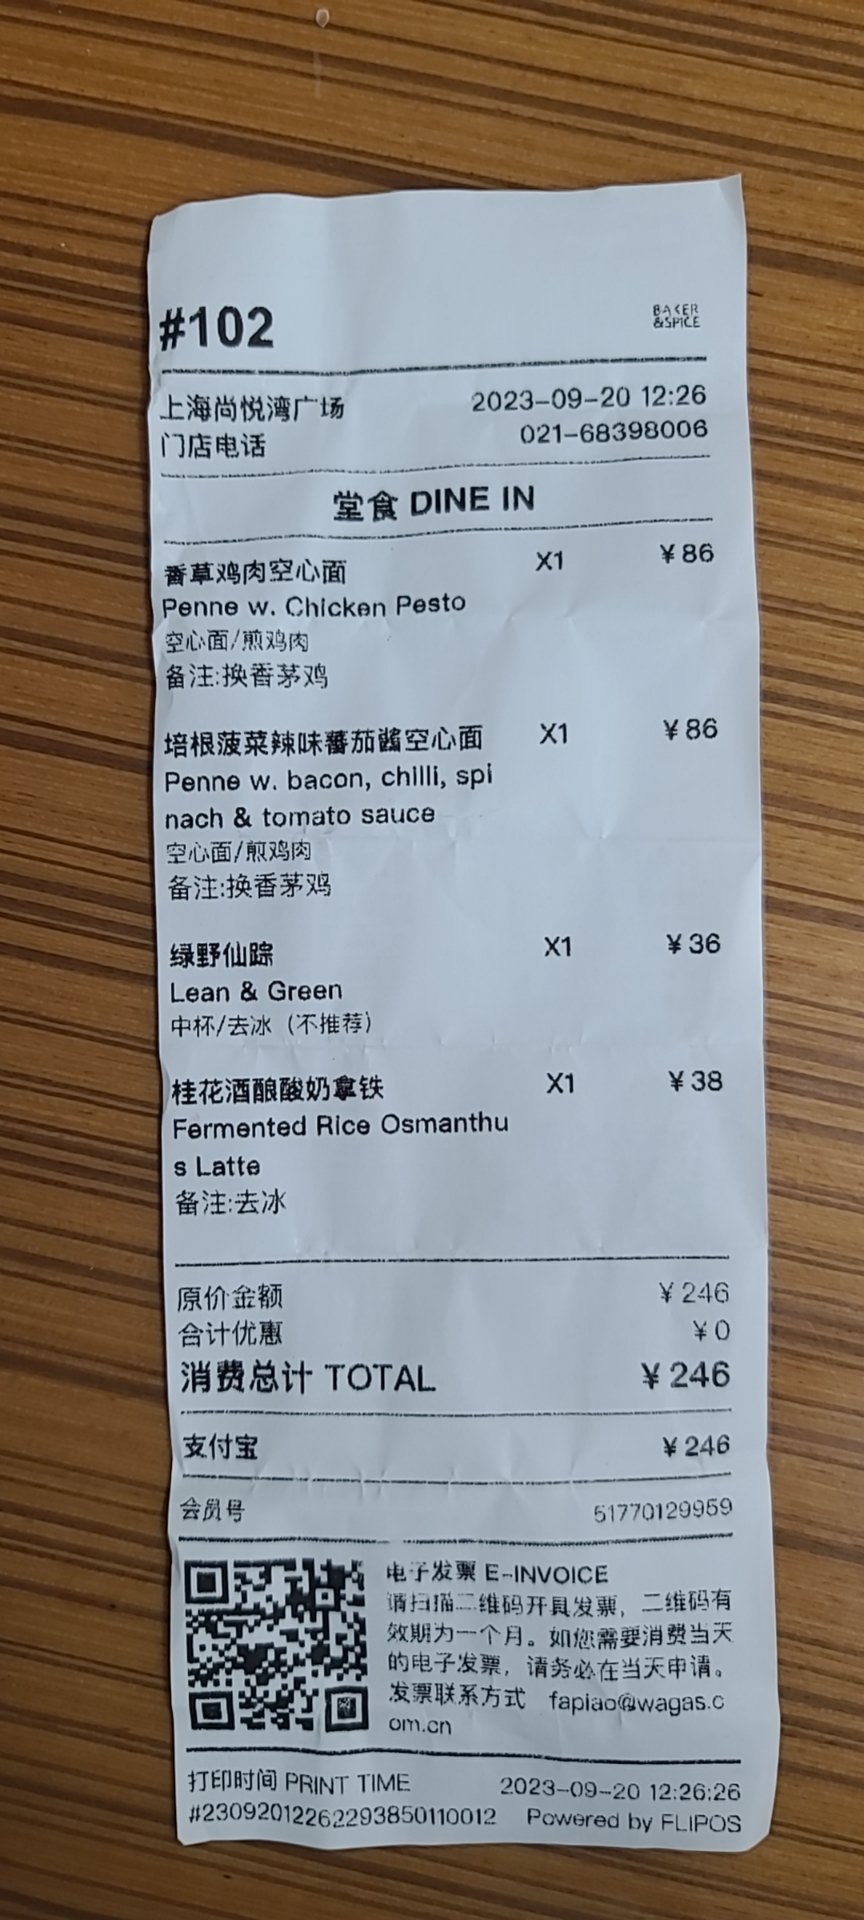 #102
BAKER
&SPICE
上海尚悦湾广场 2023-09-20 12:26
门店电话 021-68398006
堂食 DINE IN
香草鸡肉空心面 X1 ¥86
Penne w. Chicken Pesto
空心面/煎鸡肉
备注:换香茅鸡
培根菠菜辣味蕃茄酱空心面 X1 ¥86
Penne w. bacon, chilli, spi
nach & tomato sauce
空心面/煎鸡肉
备注:换香茅鸡
绿野仙踪 X1 ¥36
Lean & Green
中杯/去冰（不推荐）
桂花酒酿酸奶拿铁 X1 ¥38
Fermented Rice Osmanthu
s Latte
备注:去冰
原价金额 ¥246
合计优惠 ¥0
消费总计 TOTAL ¥246
支付宝 ¥246
会员号 51770129959
电子发票 E-INVOICE
请扫描二维码开具发票，二维码有
效期为一个月。如您需要消费当天
的电子发票，请务必在当天申请。
发票联系方式 fapiao@wagas.c
om.cn
打印时间 PRINT TIME 2023-09-20 12:26:26
#230920122622938501​10012 Powered by FLIPOS